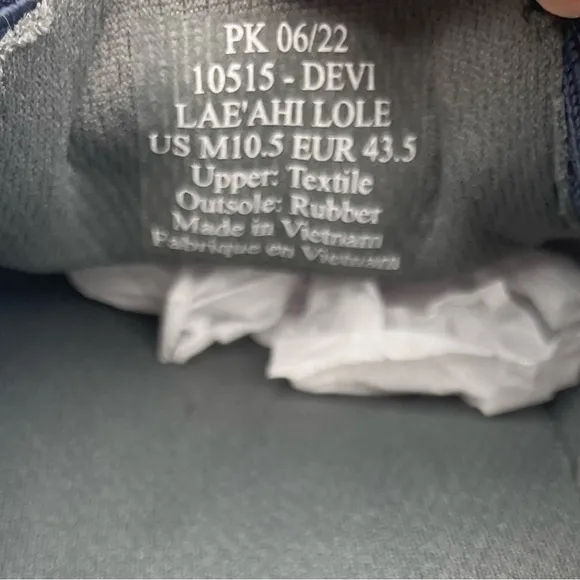 PK 06/22
10515 - DEVI
LAE'AHI LOLE
US M10.5 EUR 43.5
Upper: Textile
Outsole: Rubber
Made in Vietnam
Fabrique en Vietnam